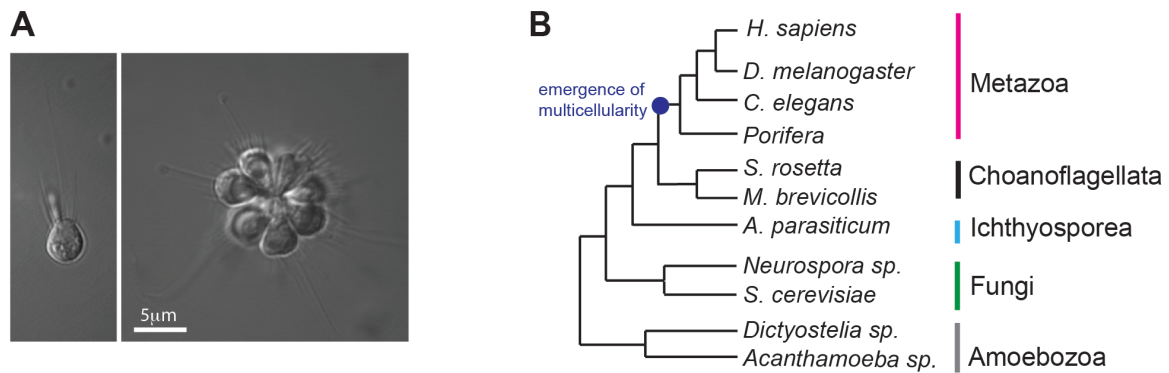 A
5μm
B
emergence of
multicellularity
H. sapiens
D. melanogaster
C. elegans
Porifera
S. rosetta
M. brevicollis
A. parasiticum
Neurospora sp.
S. cerevisiae
Dictyostelia sp.
Acanthamoeba sp.
Metazoa
Choanoflagellata
Ichthyosporea
Fungi
Amoebozoa